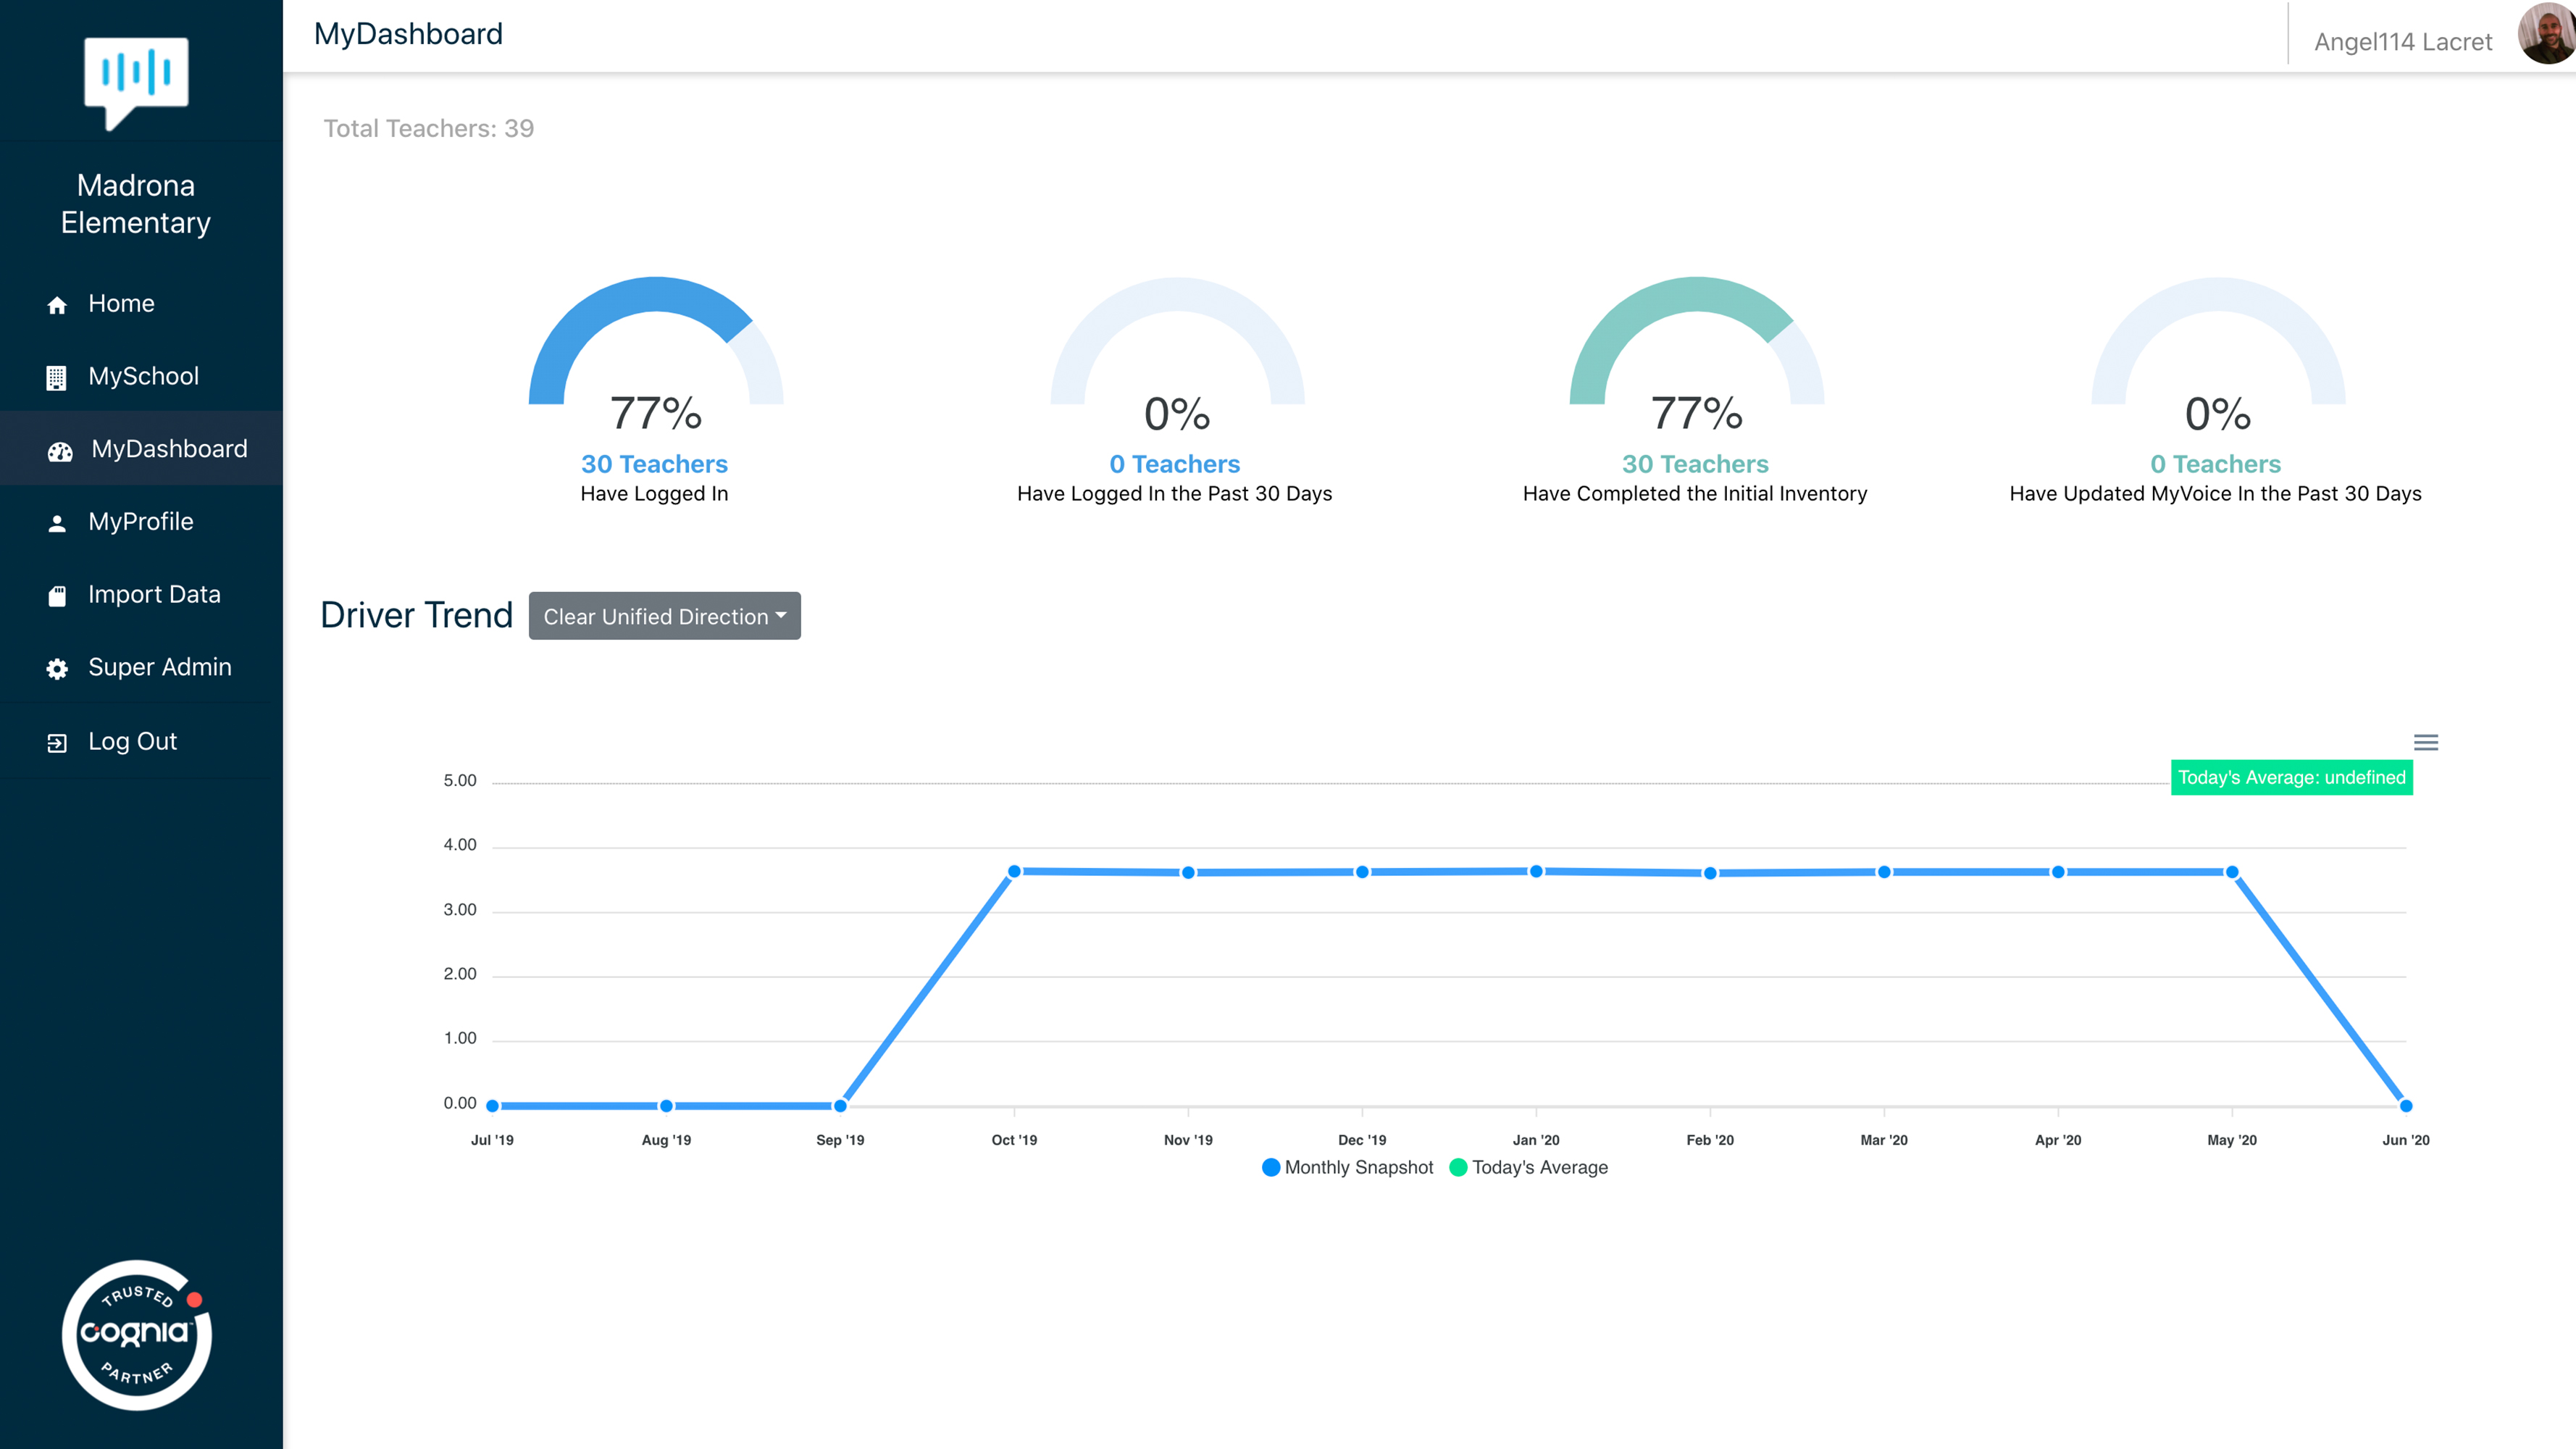 MyDashboard
Angel114 Lacret
Madrona
Elementary
Home
MySchool
MyDashboard
MyProfile
Import Data
Super Admin
Log Out
TRUSTED
cognia
PARTNER
Total Teachers: 39
77%
30 Teachers
Have Logged In
0%
0 Teachers
Have Logged In the Past 30 Days
77%
30 Teachers
Have Completed the Initial Inventory
0%
0 Teachers
Have Updated MyVoice In the Past 30 Days
Driver Trend
Clear Unified Direction
Today's Average: undefined
5.00
4.00
3.00
2.00
1.00
0.00
Jul '19 Aug '19 Sep '19 Oct '19 Nov '19 Dec '19 Jan '20 Feb '20 Mar '20 Apr '20 May '20 Jun '20
Monthly Snapshot Today's Average